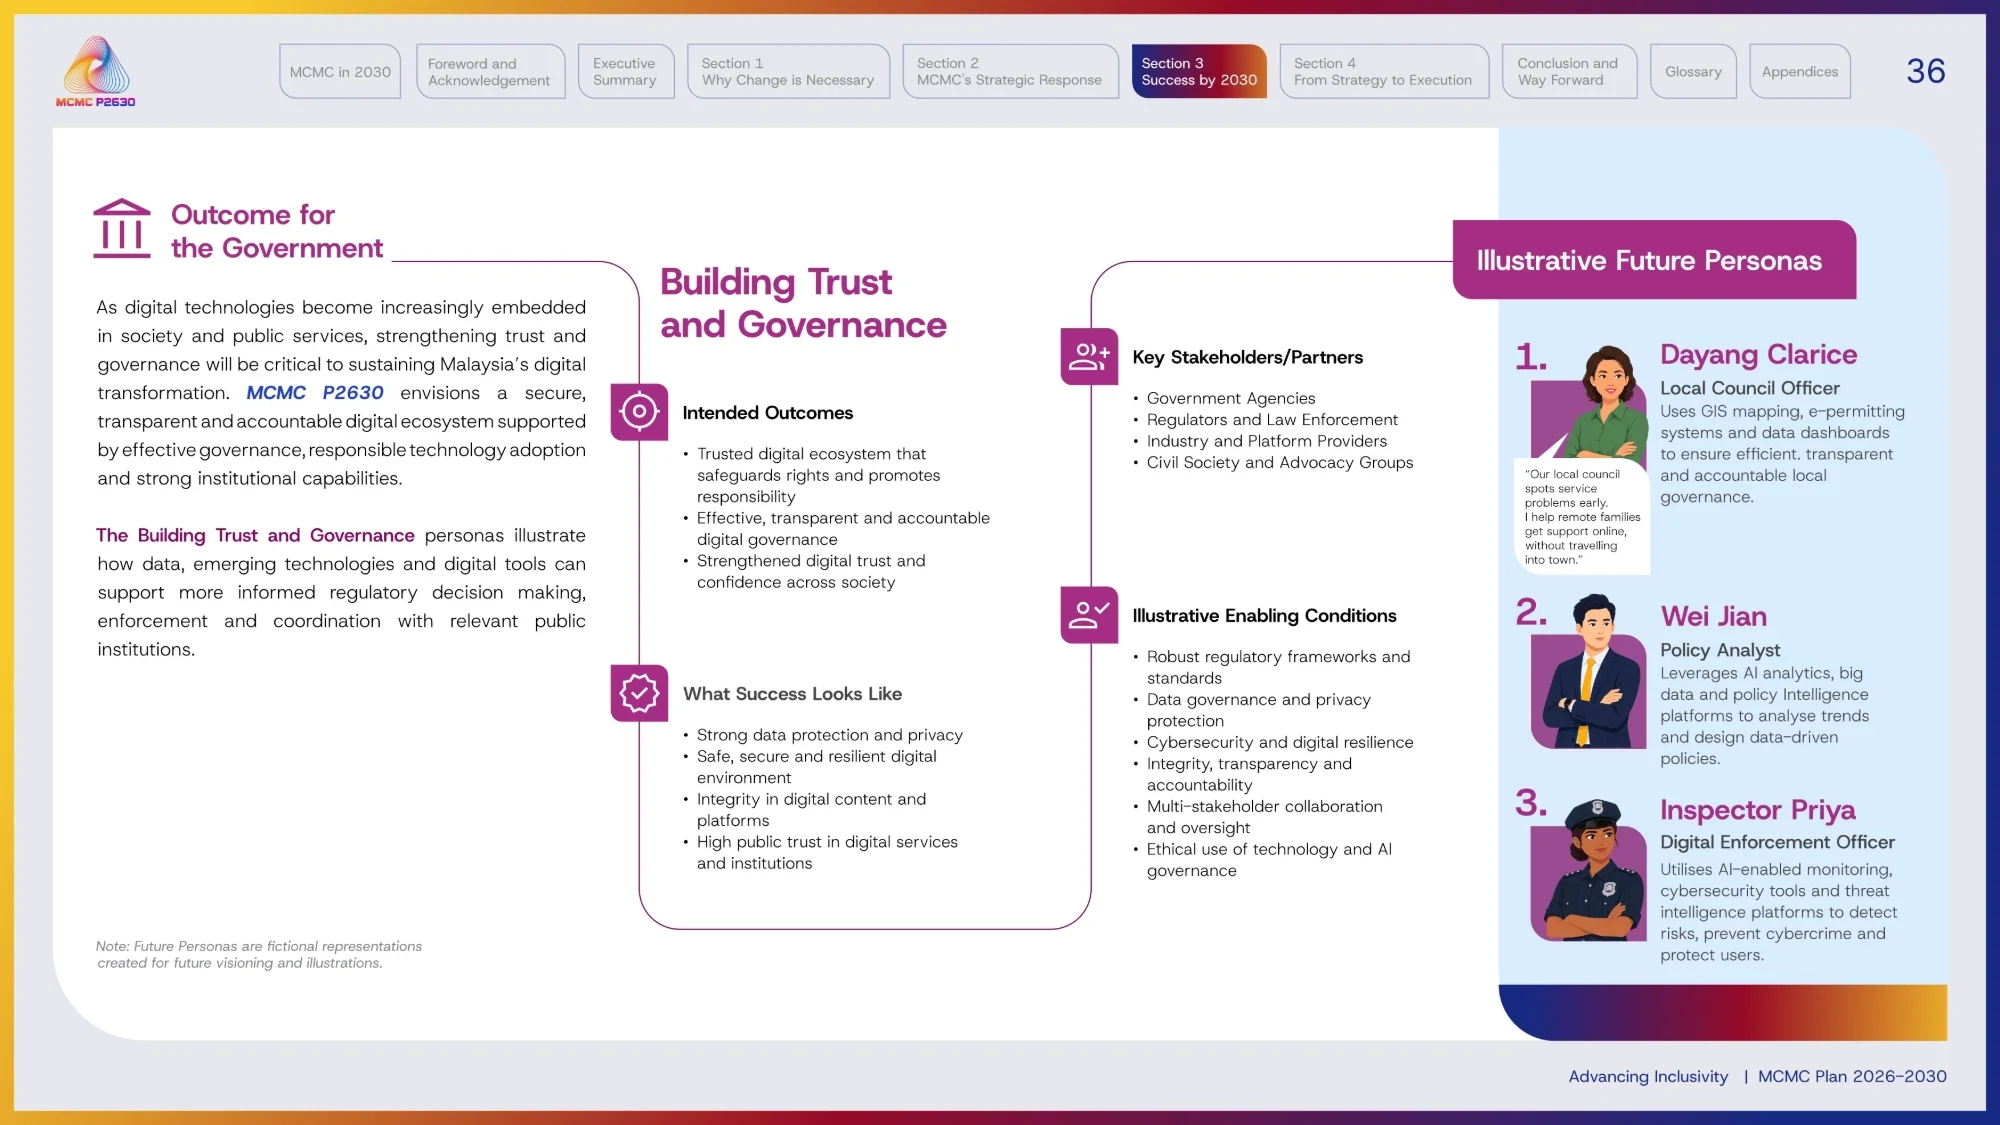 MCMC P2630
MCMC in 2030
Foreword and
Acknowledgement
Executive
Summary
Section 1
Why Change is Necessary
Section 2
MCMC's Strategic Response
Section 3
Success by 2030
Section 4
From Strategy to Execution
Conclusion and
Way Forward
Glossary
Appendices
36
Outcome for
the Government
As digital technologies become increasingly embedded
in society and public services, strengthening trust and
governance will be critical to sustaining Malaysia's digital
transformation. MCMC P2630 envisions a secure,
transparent and accountable digital ecosystem supported
by effective governance, responsible technology adoption
and strong institutional capabilities.
The Building Trust and Governance personas illustrate
how data, emerging technologies and digital tools can
support more informed regulatory decision making,
enforcement and coordination with relevant public
institutions.
Note: Future Personas are fictional representations
created for future visioning and illustrations.
Building Trust
and Governance
Intended Outcomes
• Trusted digital ecosystem that
safeguards rights and promotes
responsibility
• Effective, transparent and accountable
digital governance
• Strengthened digital trust and
confidence across society
What Success Looks Like
• Strong data protection and privacy
• Safe, secure and resilient digital
environment
• Integrity in digital content and
platforms
• High public trust in digital services
and institutions
Key Stakeholders/Partners
• Government Agencies
• Regulators and Law Enforcement
• Industry and Platform Providers
• Civil Society and Advocacy Groups
Illustrative Enabling Conditions
• Robust regulatory frameworks and
standards
• Data governance and privacy
protection
• Cybersecurity and digital resilience
• Integrity, transparency and
accountability
• Multi-stakeholder collaboration
and oversight
• Ethical use of technology and AI
governance
Illustrative Future Personas
1.
Dayang Clarice
Local Council Officer
Uses GIS mapping, e-permitting
systems and data dashboards
to ensure efficient. transparent
and accountable local
governance.
"Our local council
spots service
problems early.
I help remote families
get support online,
without travelling
into town."
2.
Wei Jian
Policy Analyst
Leverages AI analytics, big
data and policy Intelligence
platforms to analyse trends
and design data-driven
policies.
3.
Inspector Priya
Digital Enforcement Officer
Utilises AI-enabled monitoring,
cybersecurity tools and threat
intelligence platforms to detect
risks, prevent cybercrime and
protect users.
Advancing Inclusivity | MCMC Plan 2026-2030